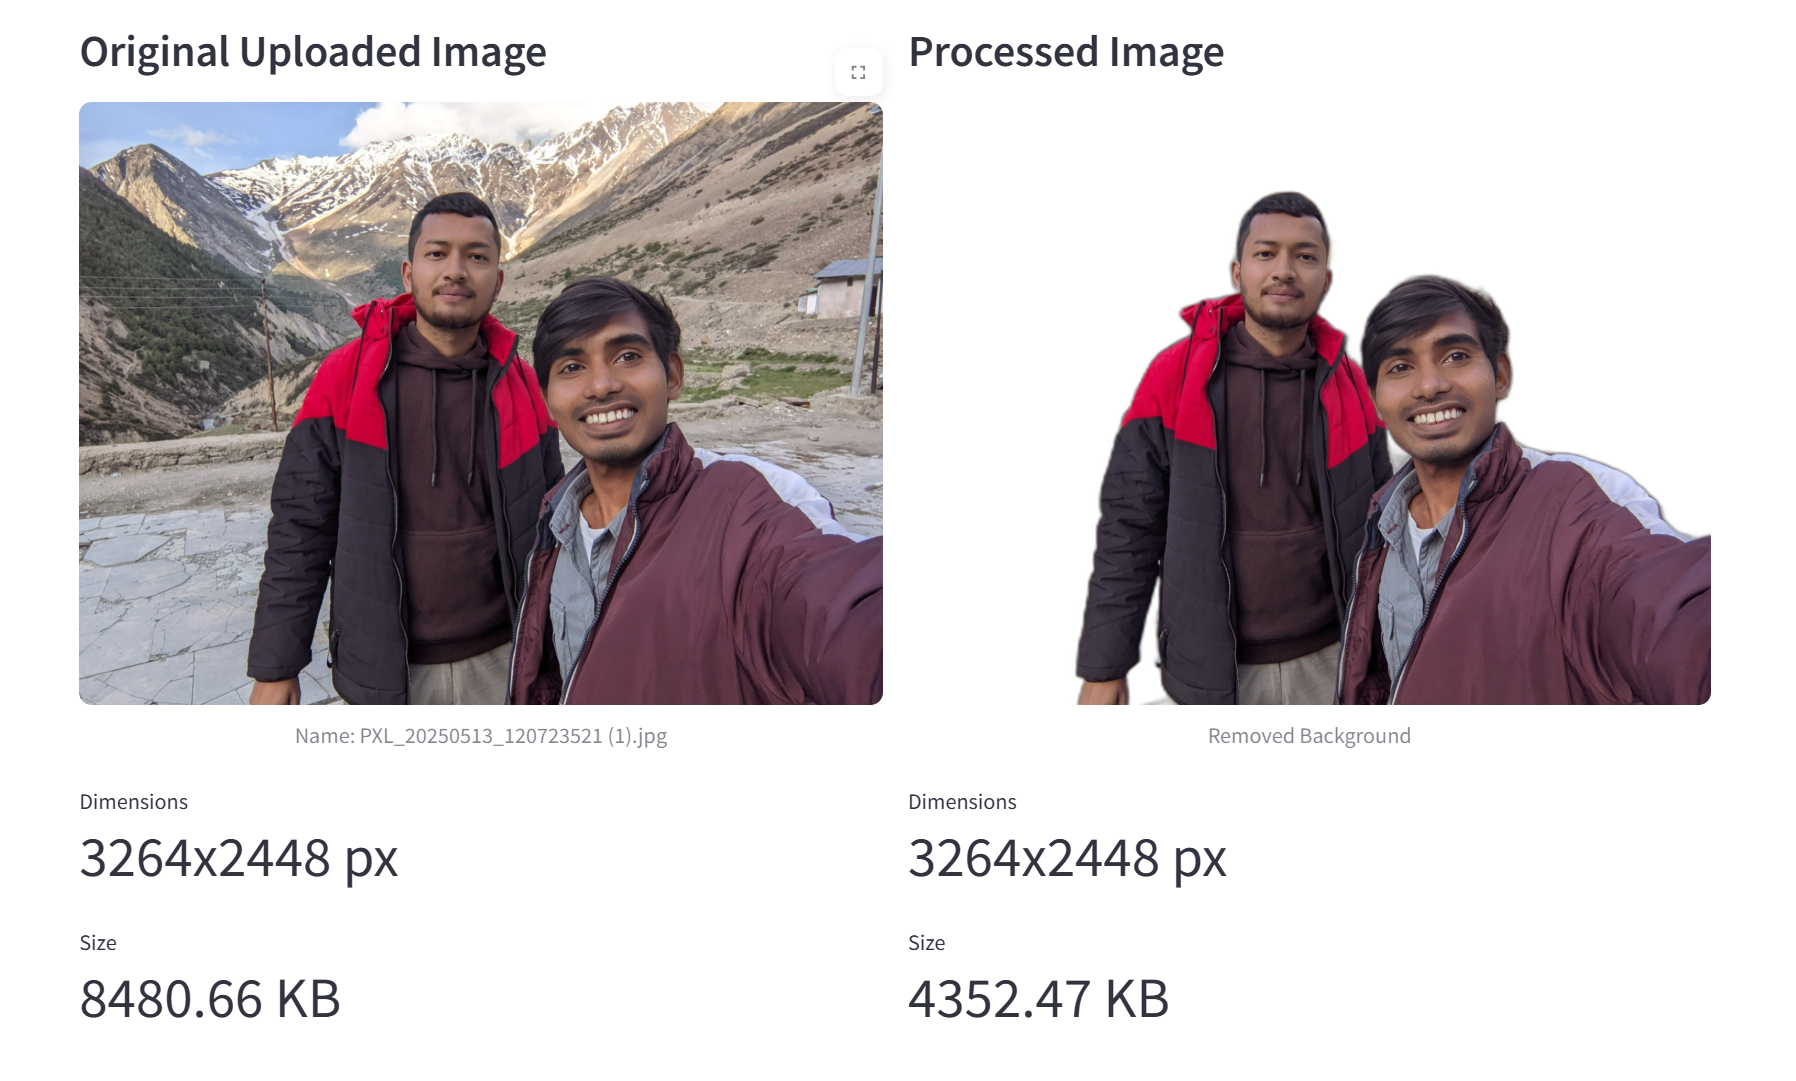 Original Uploaded Image
Processed Image
Name: PXL_20250513_120723521 (1).jpg
Removed Background
Dimensions
3264x2448 px
Dimensions
3264x2448 px
Size
8480.66 KB
Size
4352.47 KB